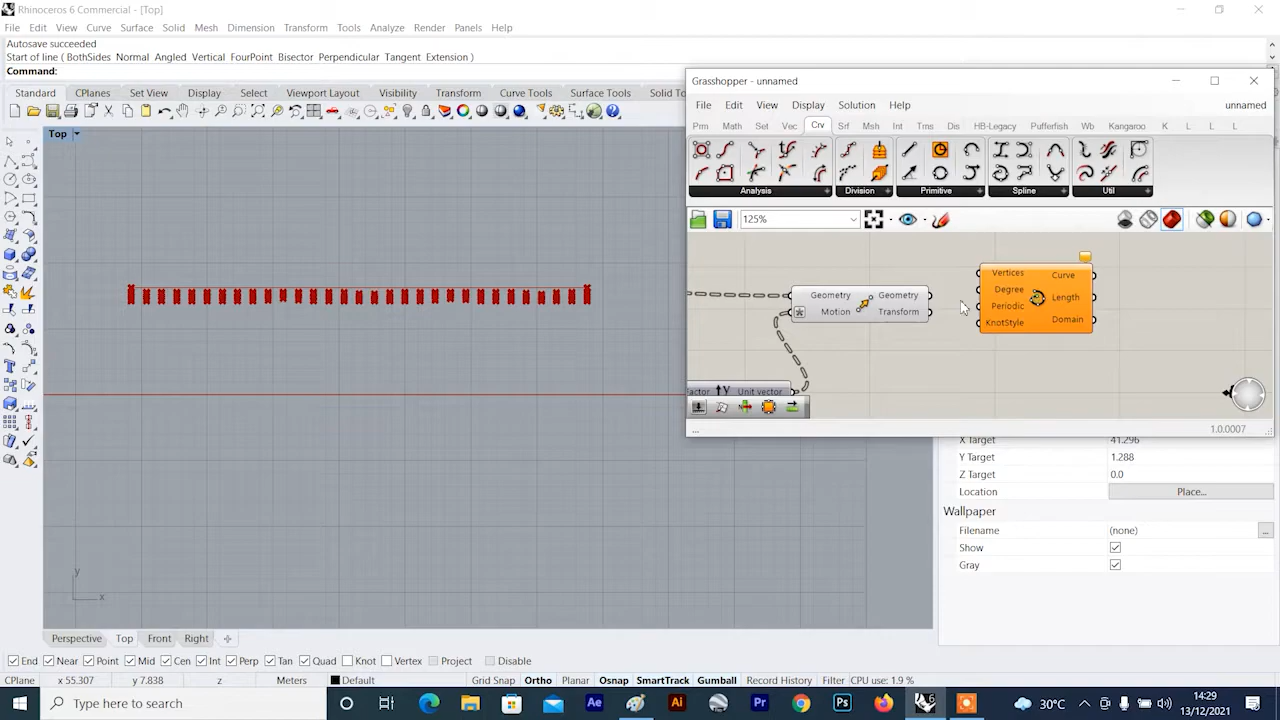 Rhinoceros 6 Commercial - [Top]
File Edit View Curve Surface Solid Mesh Dimension Transform Tools Analyze Render Panels Help
Autosave succeeded
Start of line ( BothSides Normal Angled Vertical FourPoint Bisector Perpendicular Tangent Extension )
Command:
Standard CPlanes Set View Display Select Viewport Layout Visibility Transform Curve Tools Surface Tools Solid To
Top
Grasshopper - unnamed
File Edit View Display Solution Help unnamed
Prm Math Set Vec Crv Srf Msh Int Trns Dis HB-Legacy Pufferfish Wb Kangaroo K L L L
Analysis Division Primitive Spline Util
125%
Geometry Geometry
Motion Transform
Vertices Curve
Degree
Periodic Length
KnotStyle Domain
actor Unit vector
...
1.0.0007
X Target 41.296
Y Target 1.288
Z Target 0.0
Location Place...
Wallpaper
Filename (none) ...
Show
Gray
y
x
Perspective Top Front Right
End Near Point Mid Cen Int Perp Tan Quad Knot Vertex Project Disable
CPlane x 55.307 y 7.838 z Meters Default Grid Snap Ortho Planar Osnap SmartTrack Gumball Record History Filter CPU use: 1.9 %
Type here to search
Ae Ai Pr Ps 6
30°C
14:29
13/12/2021